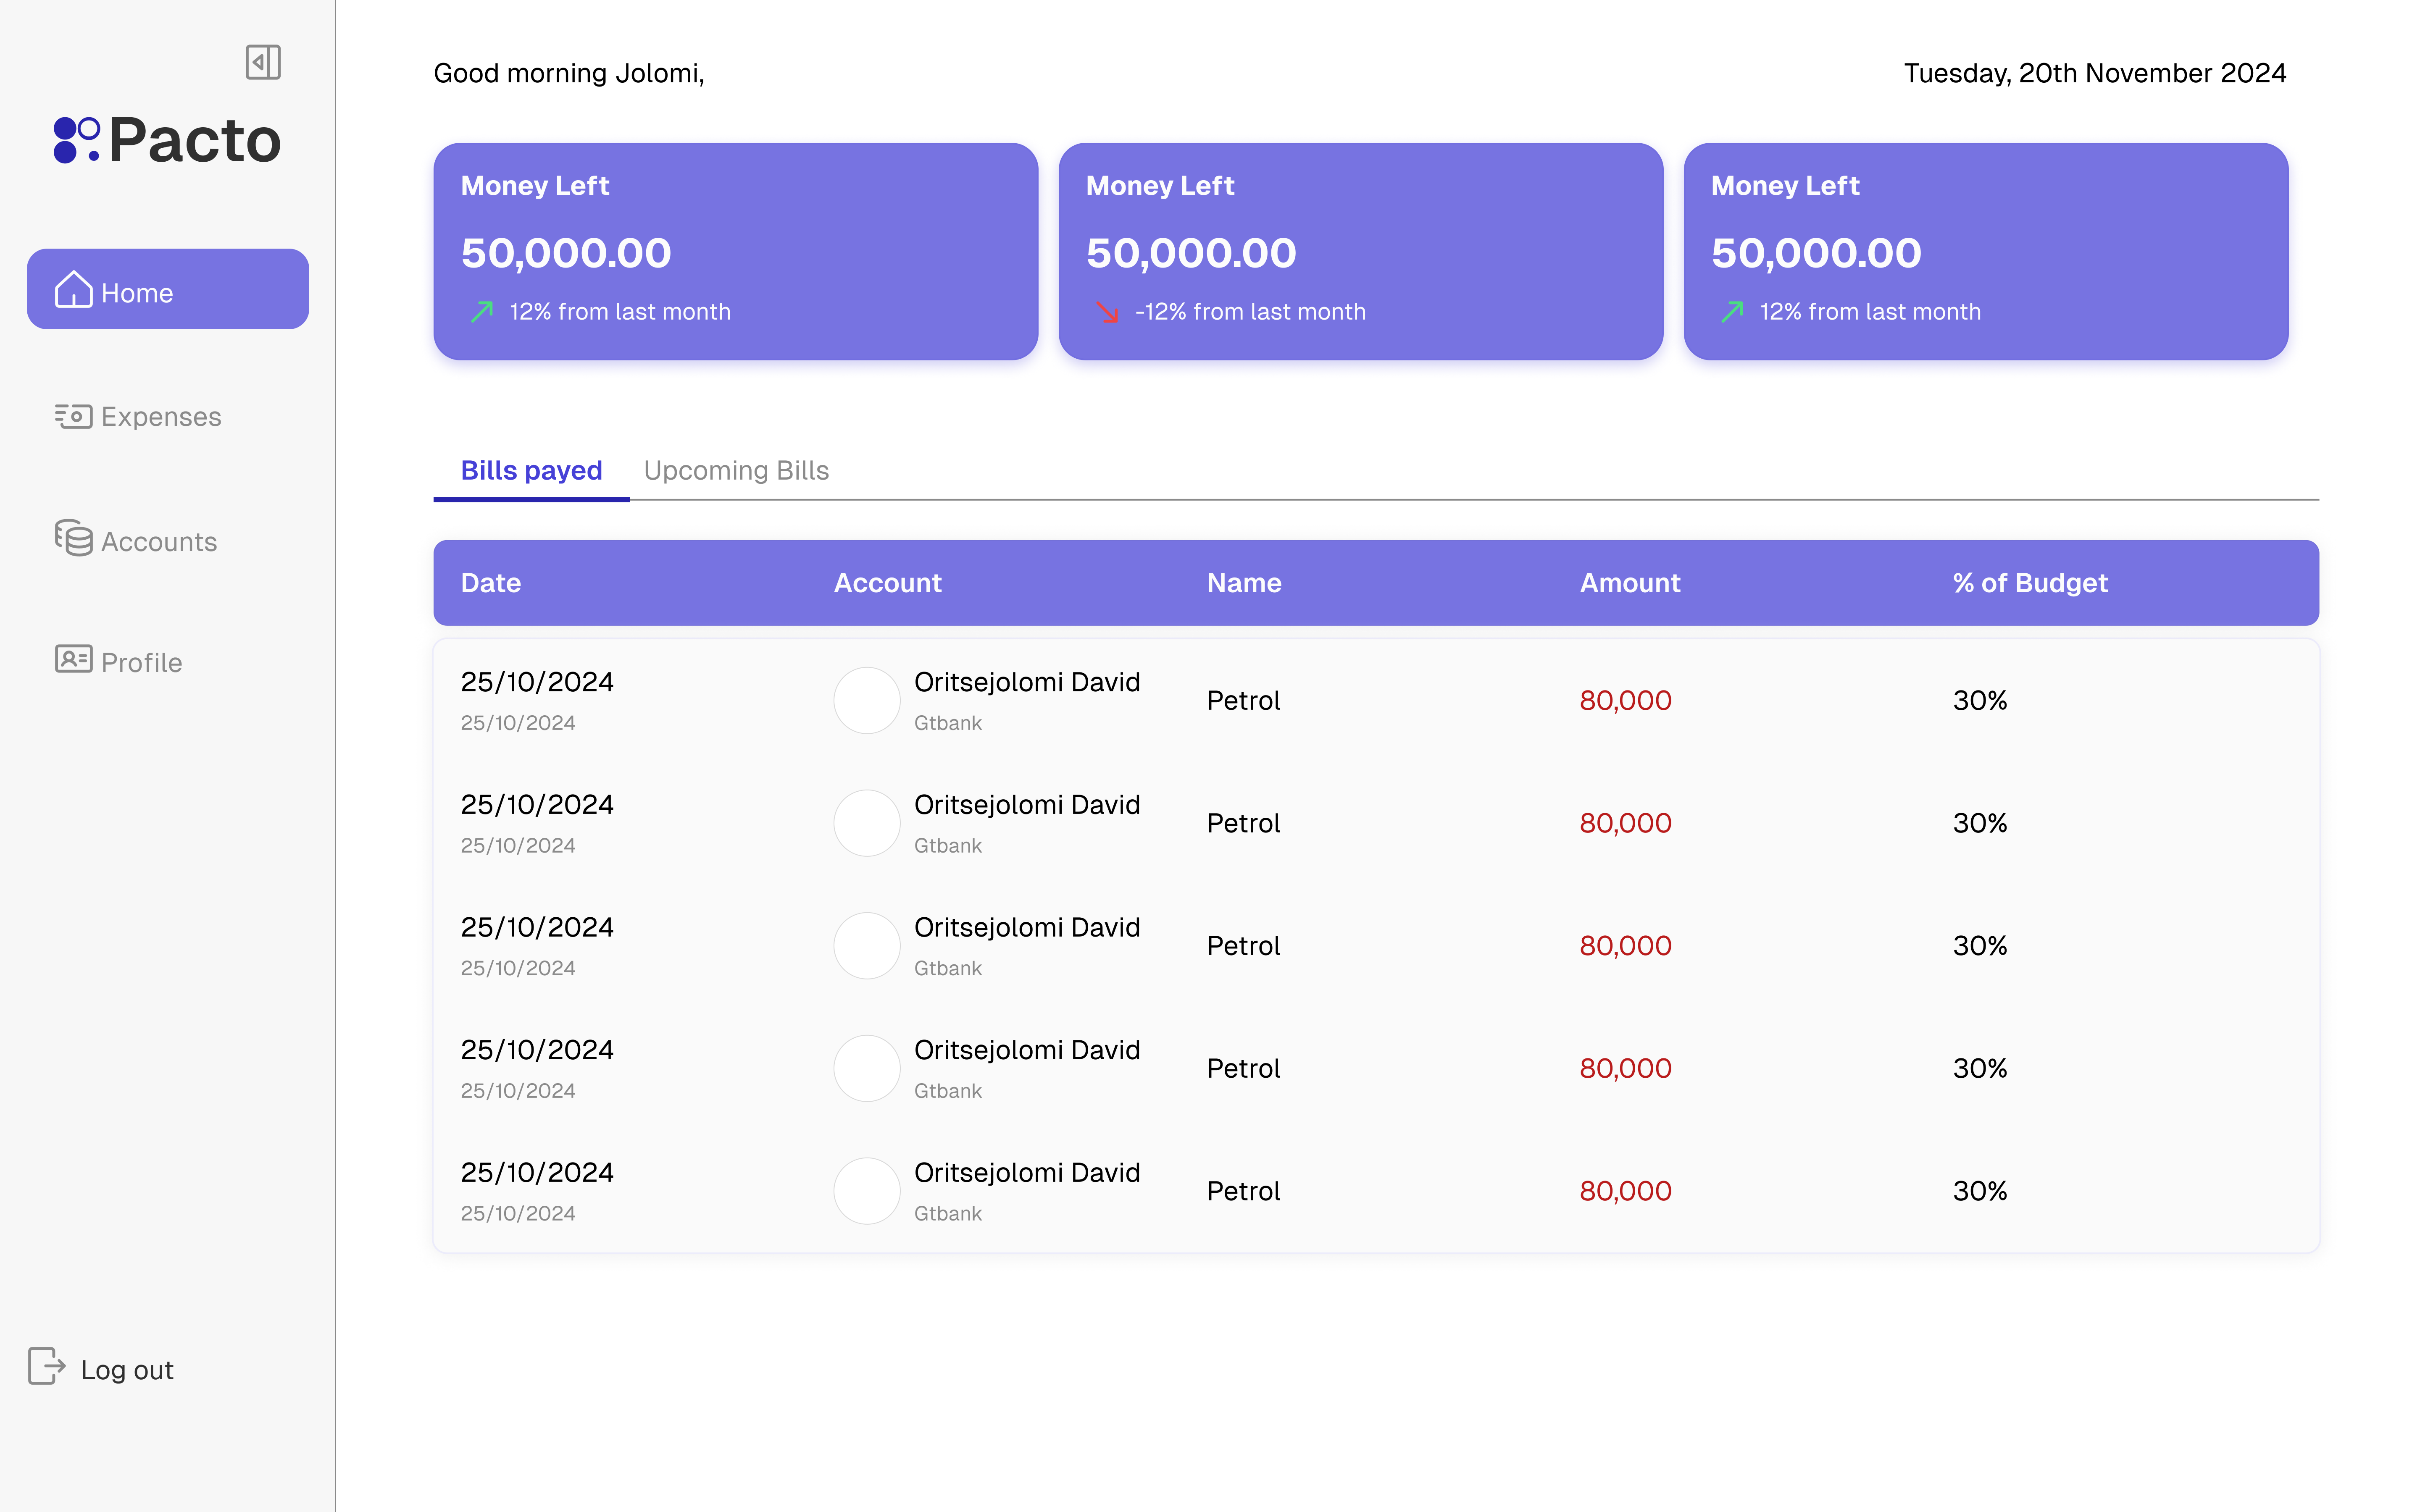 Pacto
Home
Expenses
Accounts
Profile
Log out
Good morning Jolomi,
Tuesday, 20th November 2024
Money Left
50,000.00
12% from last month
Money Left
50,000.00
-12% from last month
Money Left
50,000.00
12% from last month
Bills payed Upcoming Bills
Date Account Name Amount % of Budget
25/10/2024 Oritsejolomi David Petrol 80,000 30%
25/10/2024 Gtbank
25/10/2024 Oritsejolomi David Petrol 80,000 30%
25/10/2024 Gtbank
25/10/2024 Oritsejolomi David Petrol 80,000 30%
25/10/2024 Gtbank
25/10/2024 Oritsejolomi David Petrol 80,000 30%
25/10/2024 Gtbank
25/10/2024 Oritsejolomi David Petrol 80,000 30%
25/10/2024 Gtbank